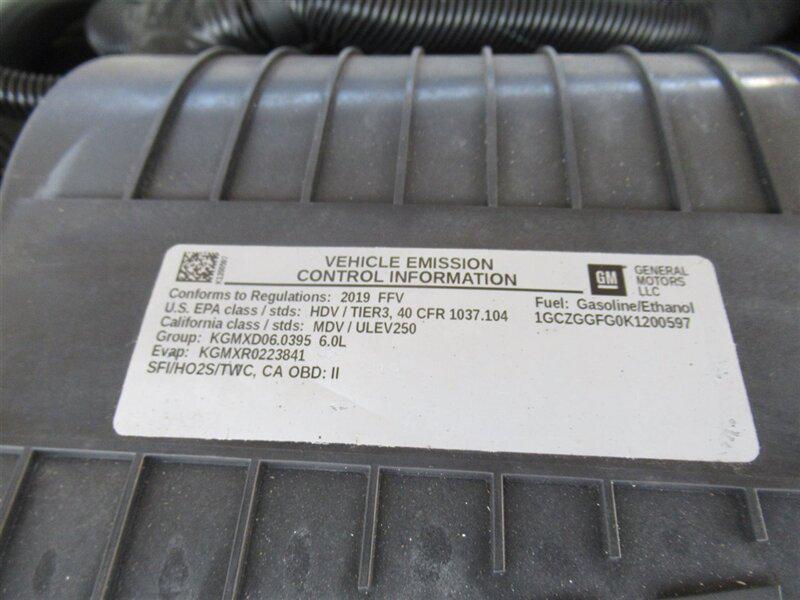 VEHICLE EMISSION
CONTROL INFORMATION
GM
GENERAL
MOTORS
LLC
Conforms to Regulations: 2019 FFV
Fuel: Gasoline/Ethanol
U.S. EPA class / stds: HDV / TIER3, 40 CFR 1037.104
1GCZGGFG0K1200597
California class / stds: MDV / ULEV250
Group: KGMXD06.0395 6.0L
Evap: KGMXR0223841
SFI/HO2S/TWC, CA OBD: II